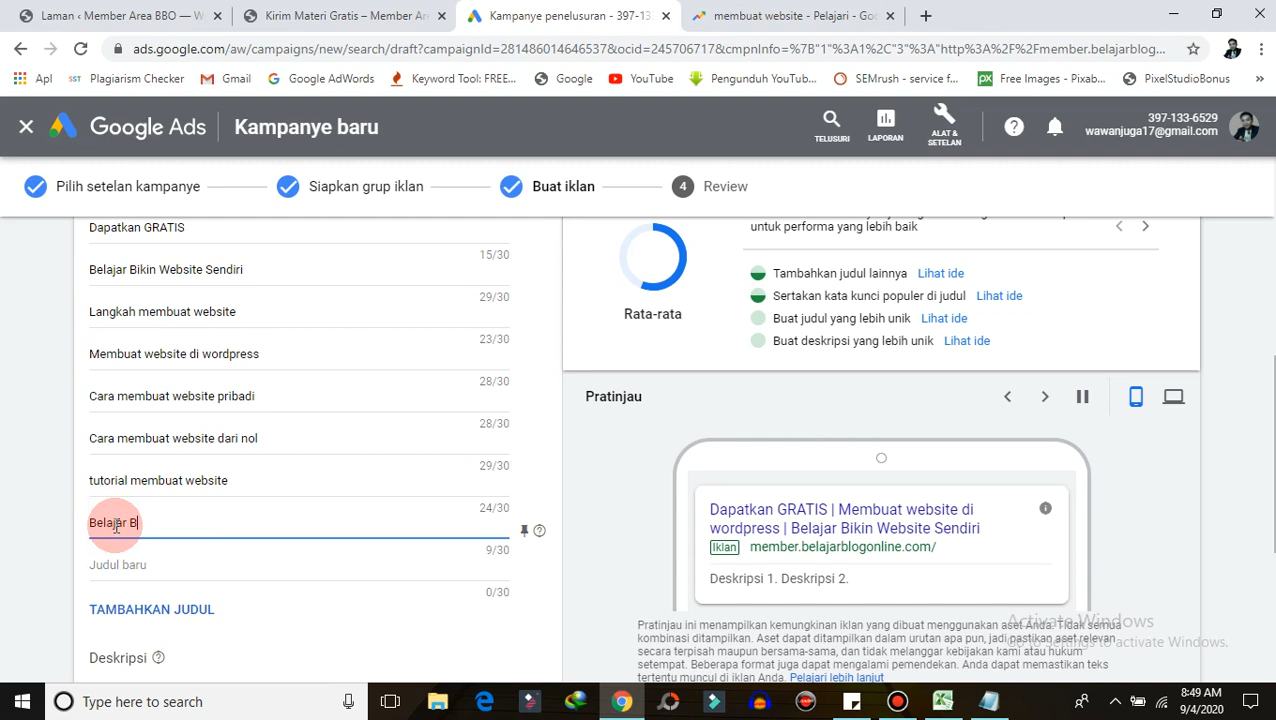 Laman ‹ Member Area BBO — W
Kirim Materi Gratis – Member Ar
Kampanye penelusuran - 397-13
membuat website - Pelajari - Goo
ads.google.com/aw/campaigns/new/search/draft?campaignId=281486014646537&ocid=245706717&cmpnInfo=%7B"1"%3A1%2C"3"%3A"http%3A%2F%2Fmember.belajarblog...
Apl
SST Plagiarism Checker
Gmail
Google AdWords
Keyword Tool: FREE...
Google
YouTube
Pengunduh YouTub...
SEMrush - service f...
px Free Images - Pixab...
PixelStudioBonus
»
Google Ads
Kampanye baru
TELUSURI
LAPORAN
ALAT & SETELAN
397-133-6529
wawanjuga17@gmail.com
Pilih setelan kampanye
Siapkan grup iklan
Buat iklan
4 Review
Dapatkan GRATIS
15/30
Belajar Bikin Website Sendiri
29/30
Langkah membuat website
23/30
Membuat website di wordpress
28/30
Cara membuat website pribadi
28/30
Cara membuat website dari nol
29/30
tutorial membuat website
24/30
Belajar B
9/30
Judul baru
0/30
TAMBAHKAN JUDUL
Deskripsi
untuk performa yang lebih baik
Rata-rata
Tambahkan judul lainnya Lihat ide
Sertakan kata kunci populer di judul Lihat ide
Buat judul yang lebih unik Lihat ide
Buat deskripsi yang lebih unik Lihat ide
Pratinjau
Dapatkan GRATIS | Membuat website di
wordpress | Belajar Bikin Website Sendiri
Iklan member.belajarblogonline.com/
Deskripsi 1. Deskripsi 2.
Pratinjau ini menampilkan kemungkinan iklan yang dibuat menggunakan aset Anda. Tidak semua
kombinasi ditampilkan. Aset dapat ditampilkan dalam urutan apa pun, jadi pastikan aset relevan
secara terpisah maupun bersama-sama, dan tidak melanggar kebijakan kami atau hukum
setempat. Beberapa format juga dapat mengalami pemendekan. Anda dapat memastikan teks
tertentu muncul di iklan Anda. Pelajari lebih lanjut
Activate Windows
Go to Settings to activate Windows.
Type here to search
8:49 AM
9/4/2020